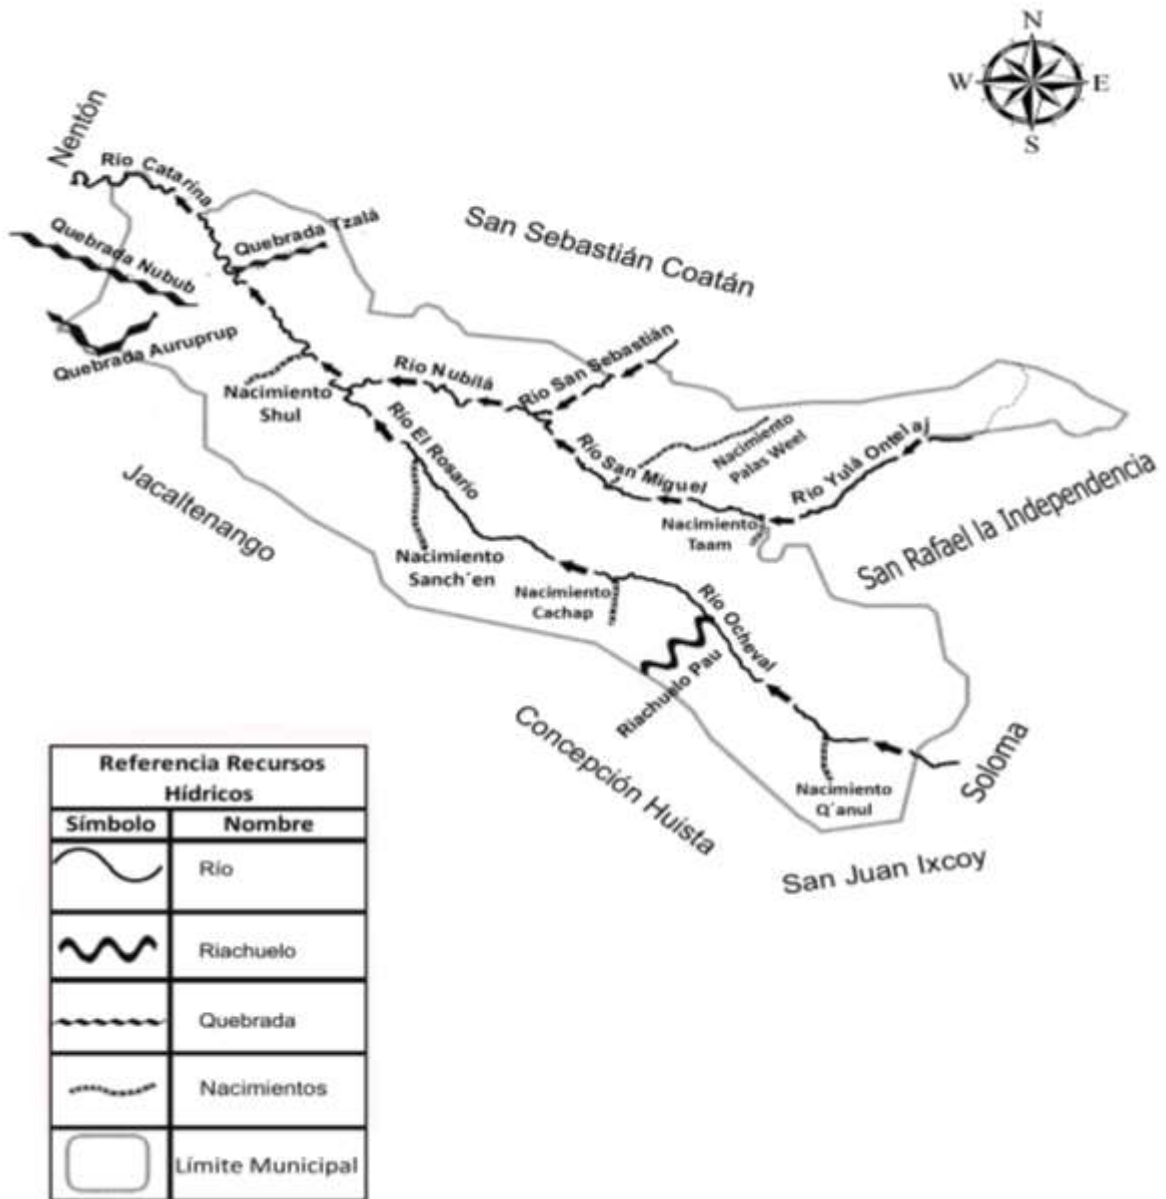 N
W E
S
Nentón
Río Catarina
Quebrada Nubub
Quebrada Tzalá
San Sebastián Coatán
Quebrada Auruprup
Nacimiento
Shul
Río Nubilá
Río San Sebastián
Río El Rosario
Río San Miguel
Nacimiento
Palas Weel
Río Yulá Ontelaj
Jacaltenango
Nacimiento
Sanch´en
Nacimiento
Taam
San Rafael la Independencia
Nacimiento
Cachap
Río Ocheval
Riachuelo Pau
Concepción Huista
Nacimiento
Q´anul
Soloma
San Juan Ixcoy
Referencia Recursos
Hídricos
Símbolo Nombre
Río
Riachuelo
Quebrada
Nacimientos
Límite Municipal